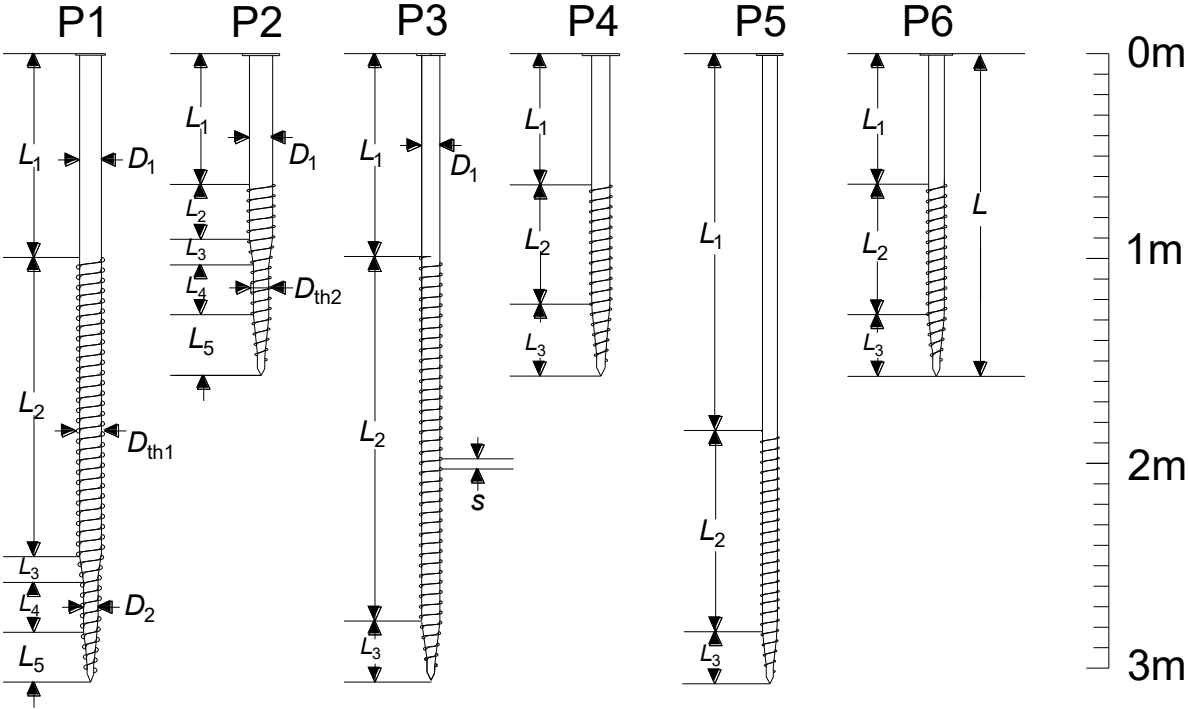 P1 P2 P3 P4 P5 P6
0m
L1 D1 L1 D1 L1 D1 L1 L1 L1 L
L2
L3
L4 Dth2
L5
L2 L2
L3 L3
1m
L2 Dth1 L2 s L2
2m
L3
L4 D2
L5 L3 L3
3m